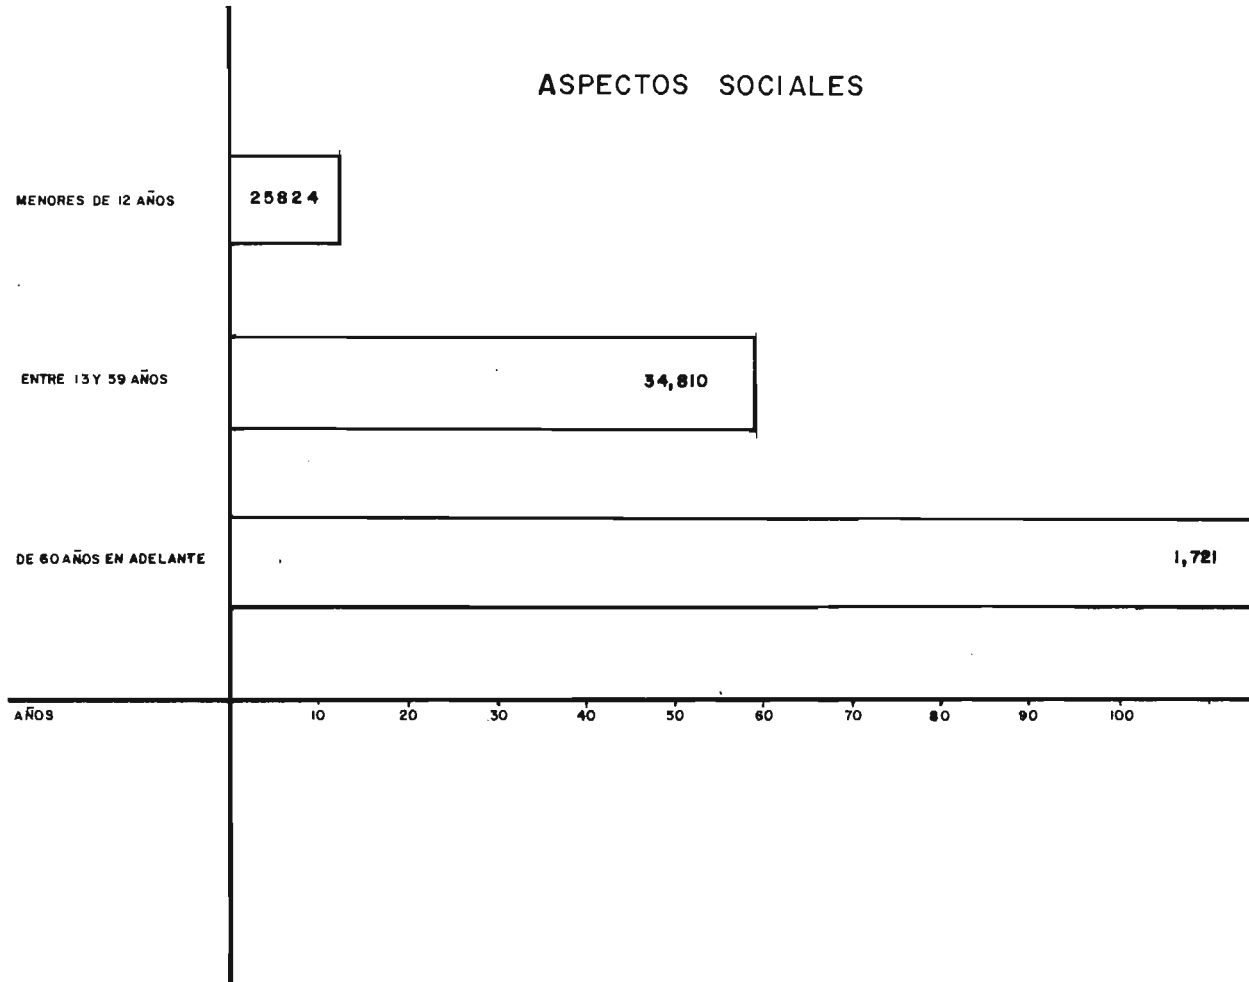 ASPECTOS SOCIALES
MENORES DE 12 AÑOS
25824
ENTRE 13 Y 59 AÑOS
34,810
DE 60 AÑOS EN ADELANTE
1,721
AÑOS 10 20 30 40 50 60 70 80 90 100